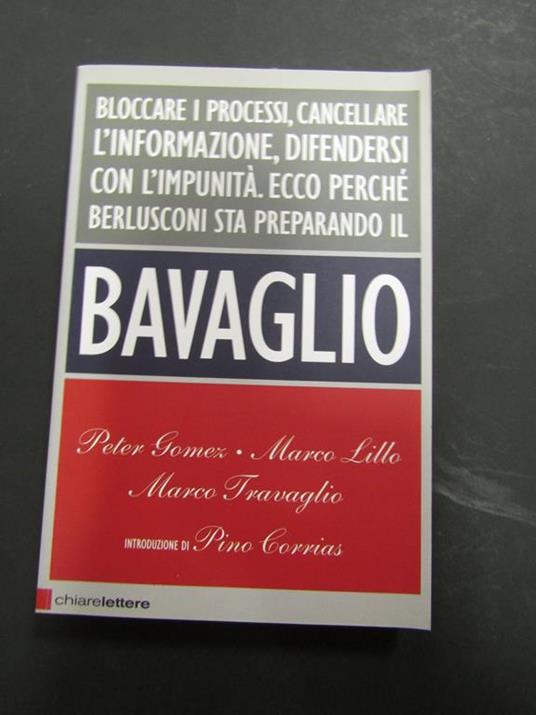 BLOCCARE I PROCESSI, CANCELLARE
L'INFORMAZIONE, DIFENDERSI
CON L'IMPUNITÀ. ECCO PERCHÉ
BERLUSCONI STA PREPARANDO IL
BAVAGLIO
Peter Gomez • Marco Lillo
Marco Travaglio
INTRODUZIONE DI Pino Corrias
chiarelettere